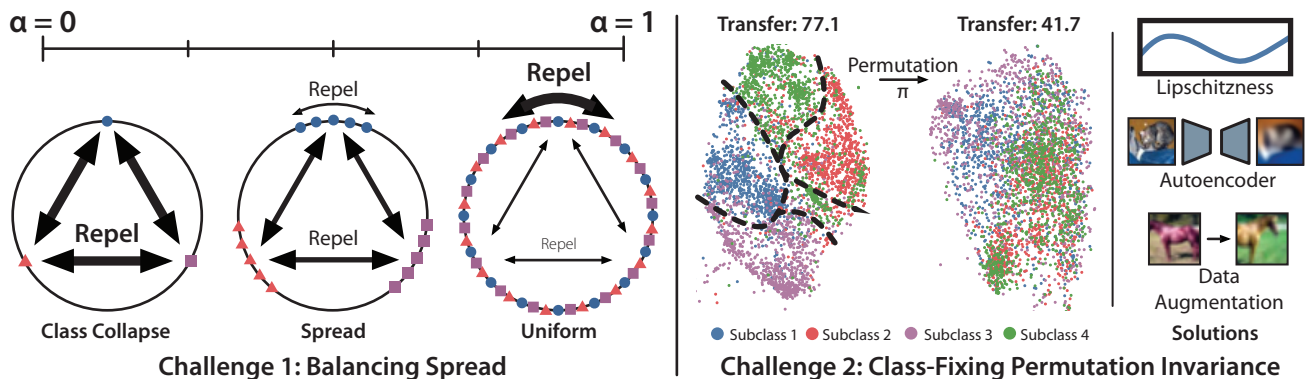 α = 0
α = 1
Repel
Repel
Repel
Repel
Repel
Class Collapse
Spread
Uniform
Challenge 1: Balancing Spread
Transfer: 77.1
Transfer: 41.7
Permutation
π
Subclass 1
Subclass 2
Subclass 3
Subclass 4
Lipschitzness
Autoencoder
Data
Augmentation
Solutions
Challenge 2: Class-Fixing Permutation Invariance